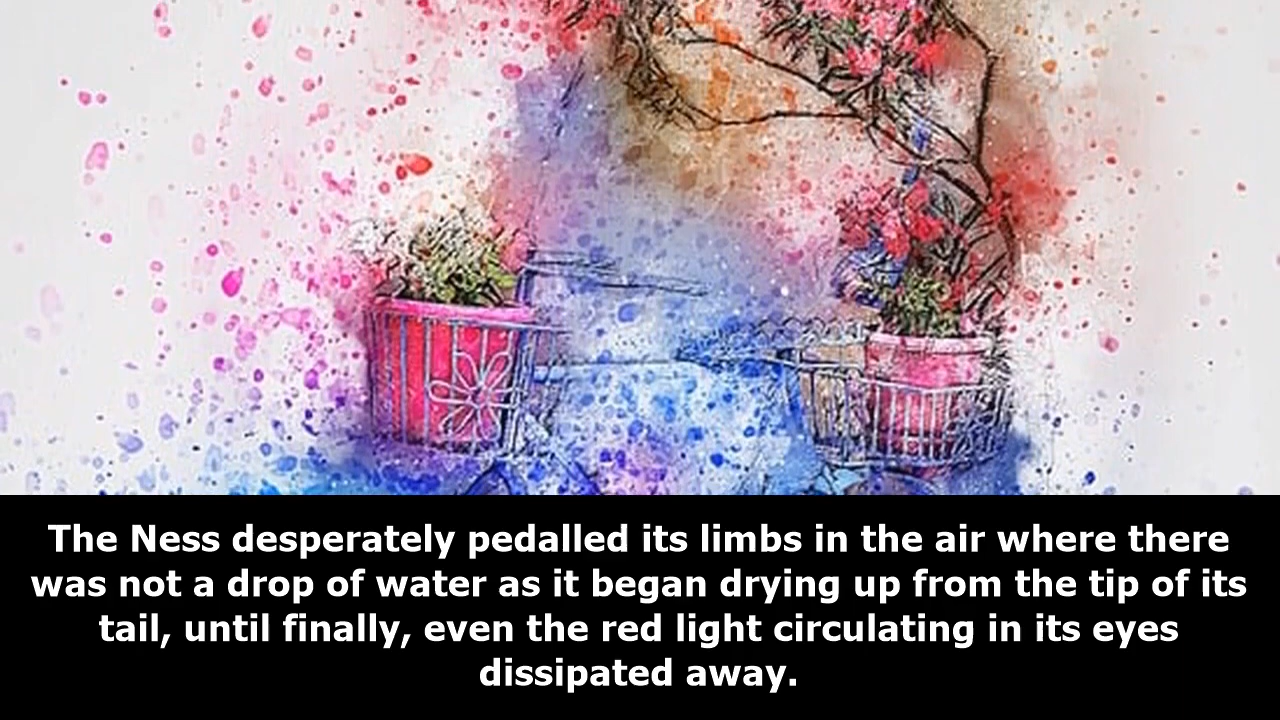 The Ness desperately pedalled its limbs in the air where there
was not a drop of water as it began drying up from the tip of its
tail, until finally, even the red light circulating in its eyes
dissipated away.